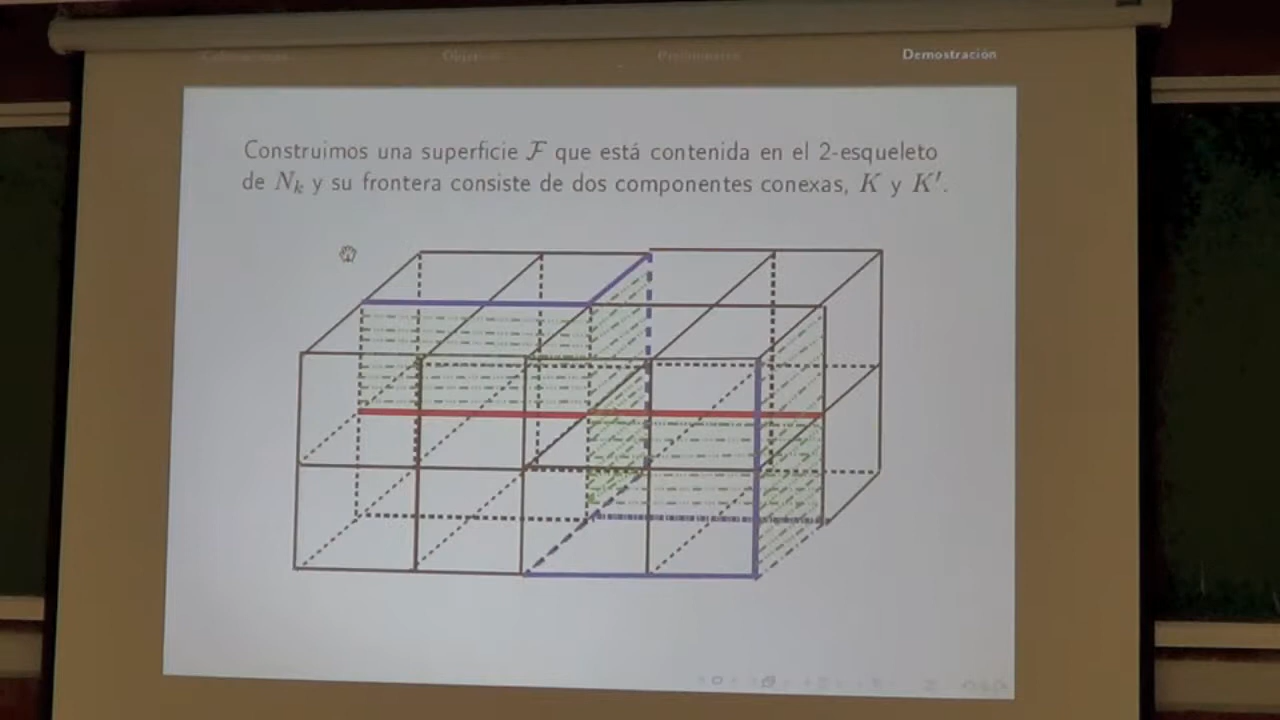 Demostración
Construimos una superficie ℱ que está contenida en el 2-esqueleto
de Nₖ y su frontera consiste de dos componentes conexas, K y K′.